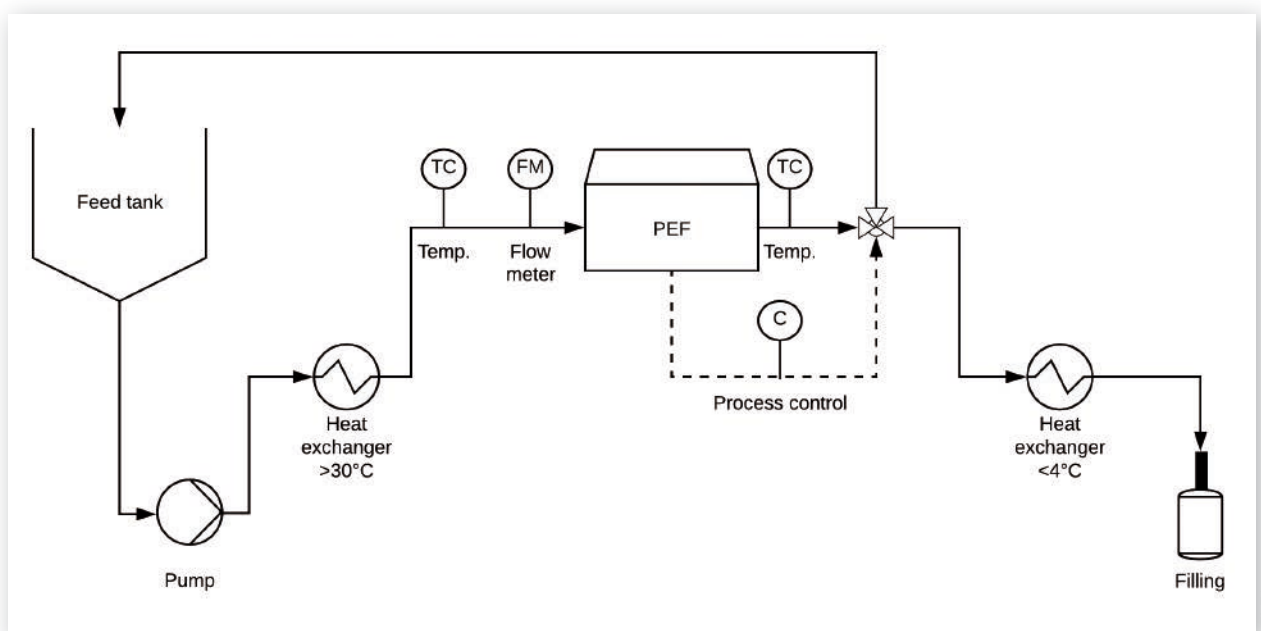 Feed tank
TC
FM
TC
PEF
Temp.
Flow
meter
Temp.
C
Process control
Heat
exchanger
>30°C
Heat
exchanger
<4°C
Pump
Filling